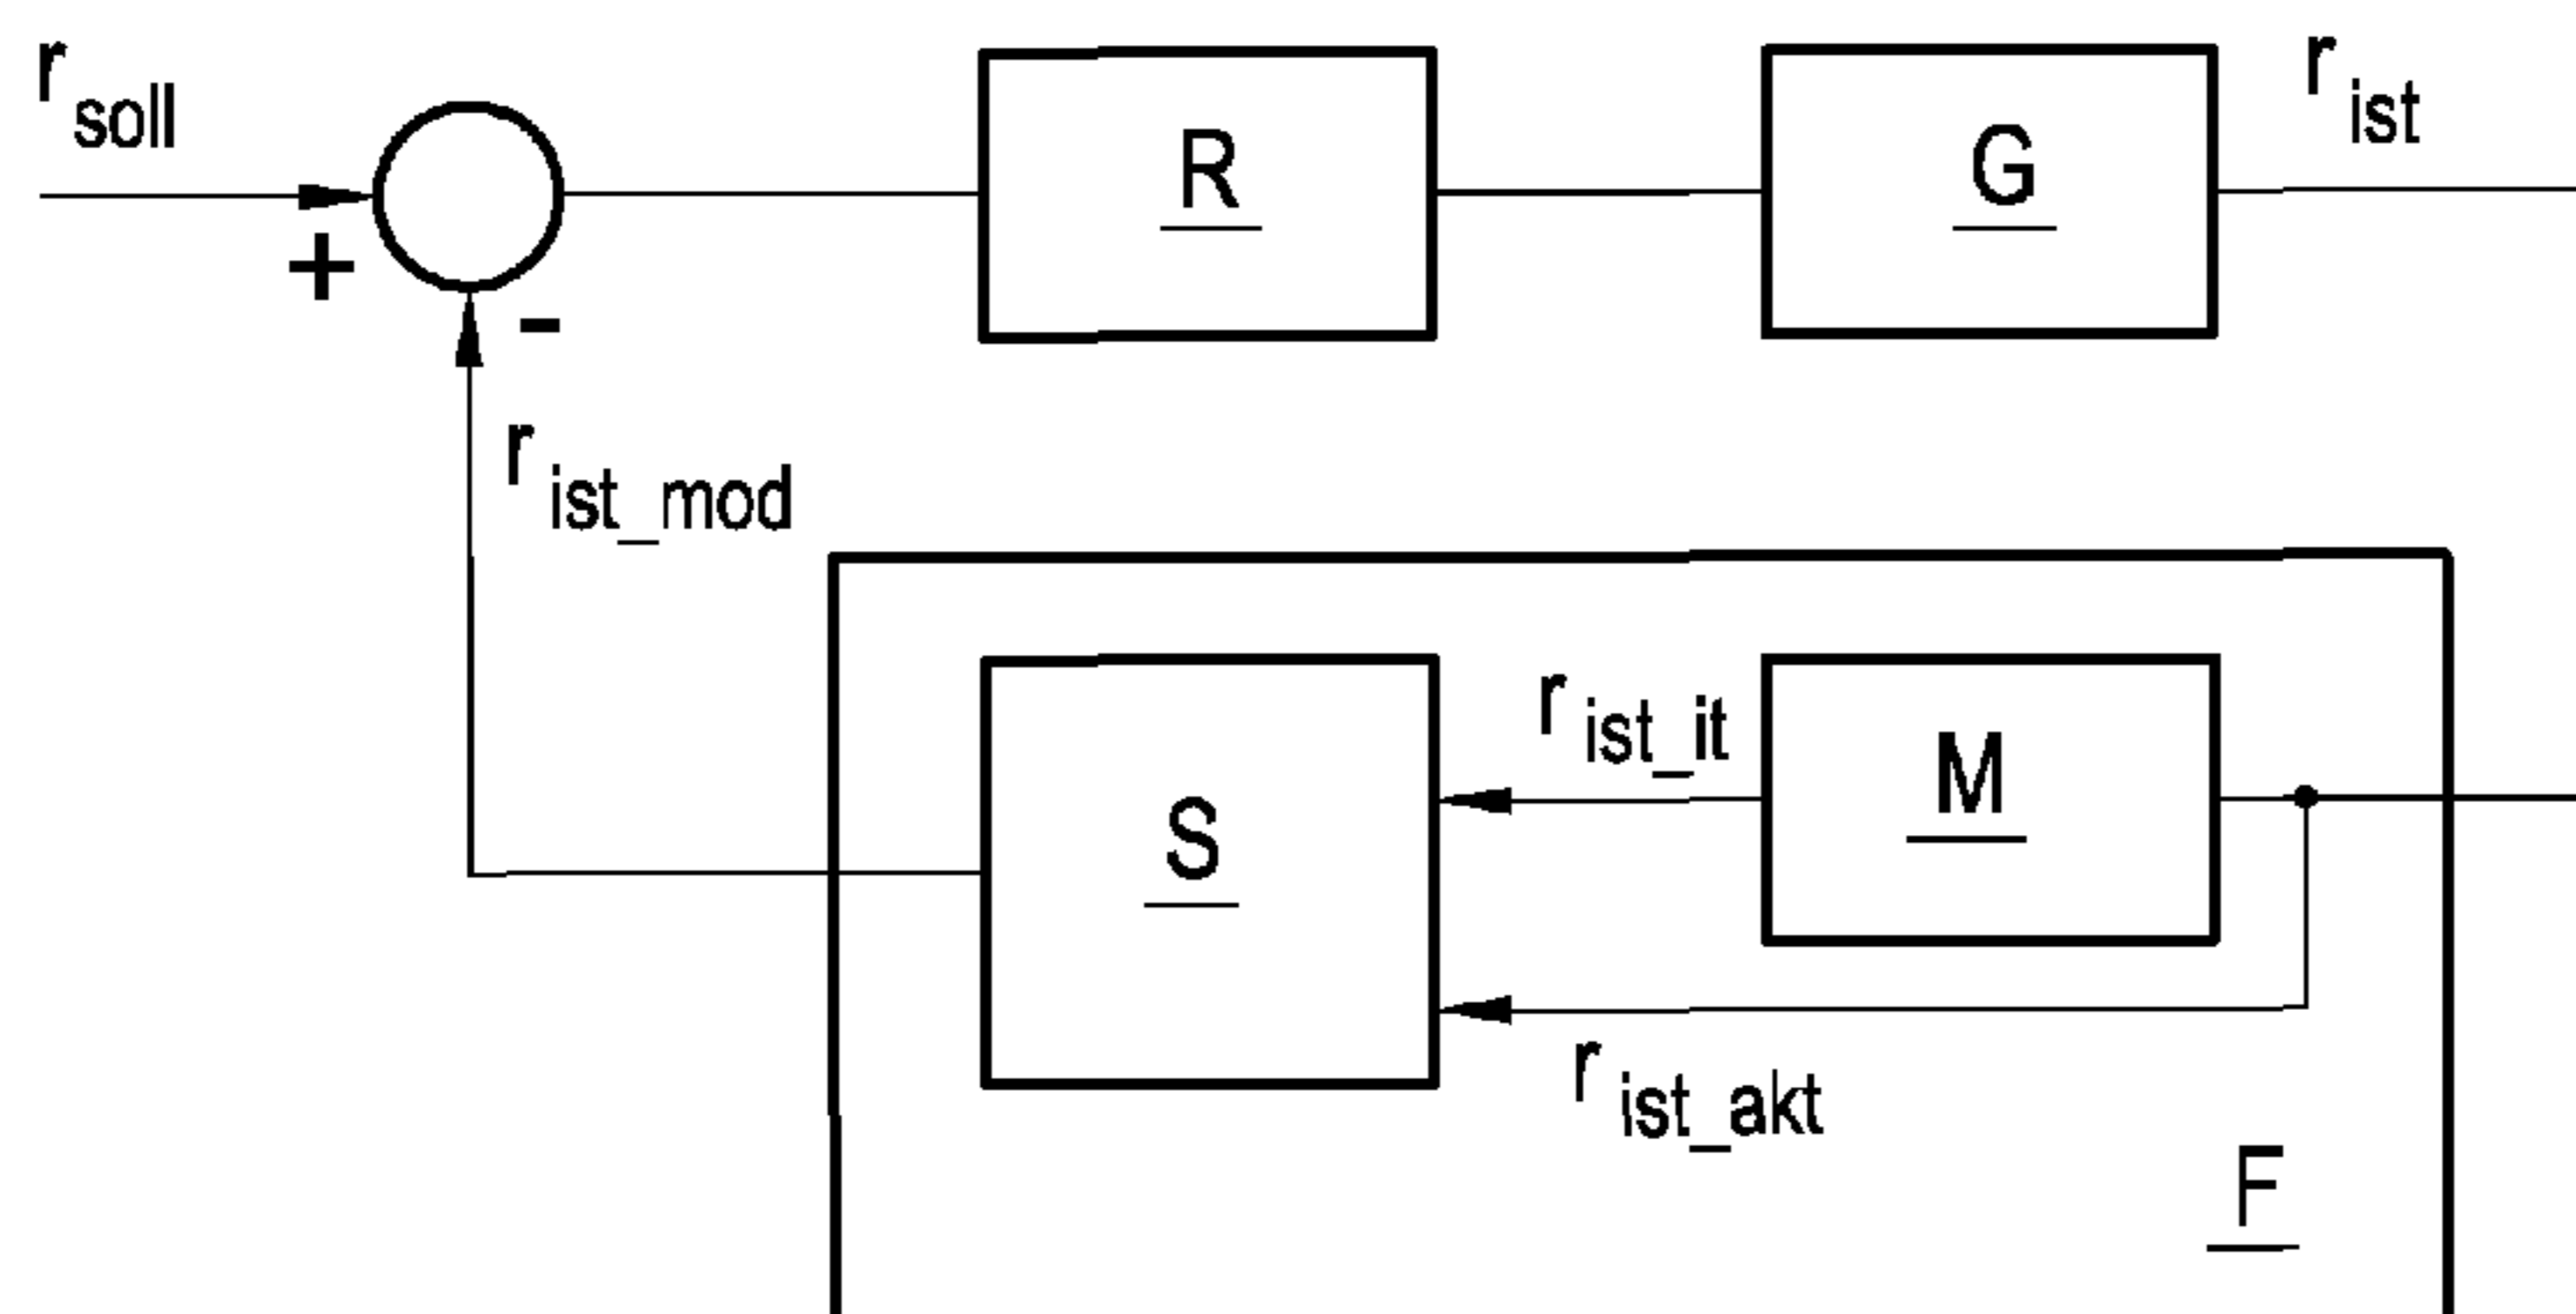 r soll
+
-
R
G
r ist
r ist_mod
S
r ist_it
M
r ist_akt
F